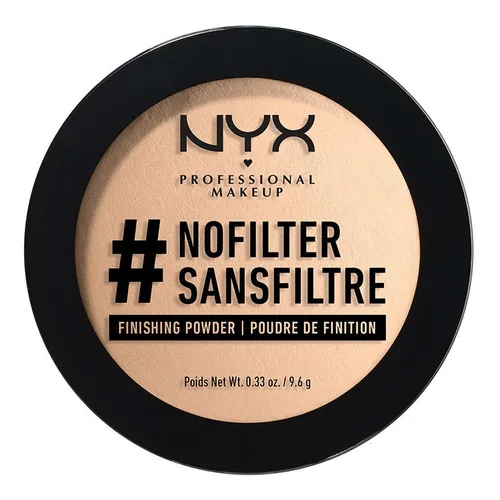 NYX
PROFESSIONAL
MAKEUP
# NOFILTER
SANSFILTRE
FINISHING POWDER | POUDRE DE FINITION
Poids Net Wt. 0.33 oz. / 9.6 g